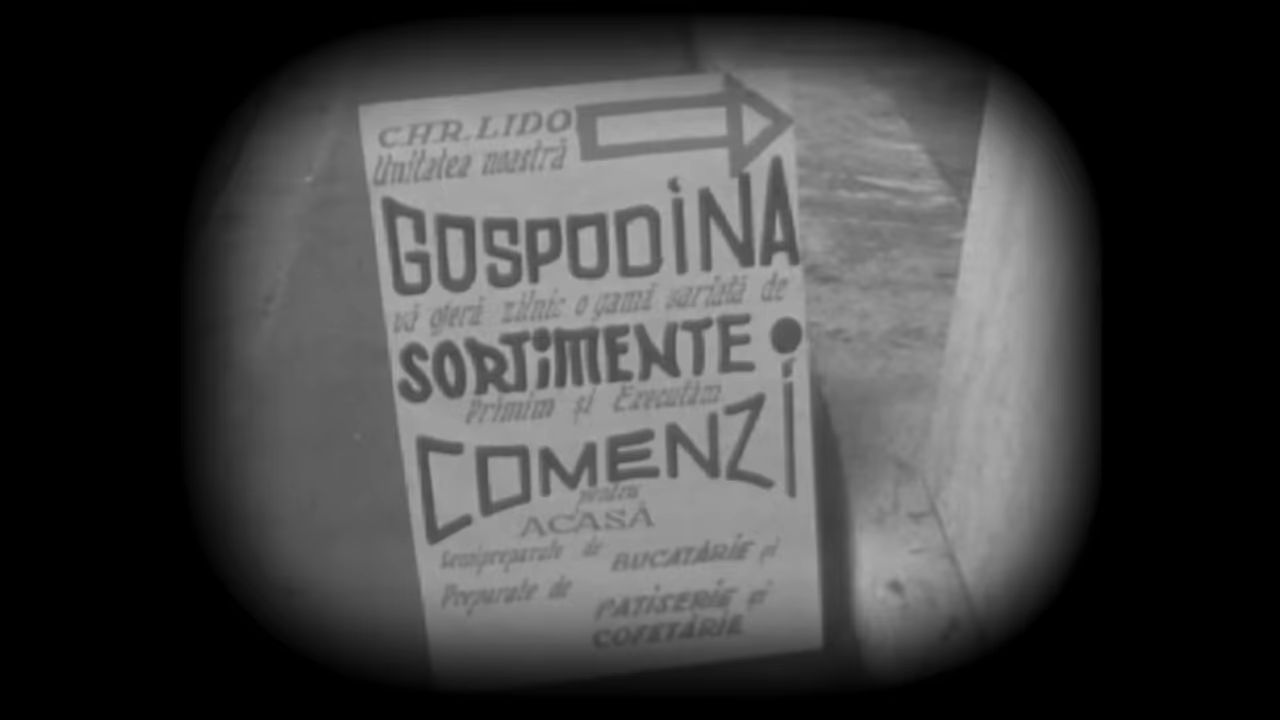 C.H.R. LIDO
Unitatea noastră
GOSPODINA
vă oferă zilnic o gamă variată de
SORTIMENTE
Primim și Executăm
COMENZI
pentru
ACASĂ
Semipreparate de BUCATĂRIE și
Preparate de PATISERIE și
COFETĂRIE